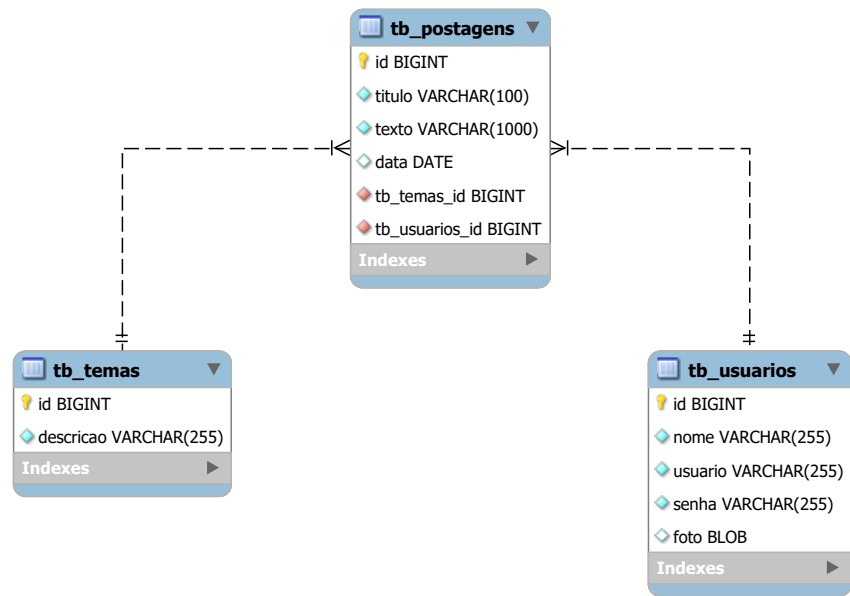 tb_postagens
id BIGINT
titulo VARCHAR(100)
texto VARCHAR(1000)
data DATE
tb_temas_id BIGINT
tb_usuarios_id BIGINT
Indexes
tb_temas
id BIGINT
descricao VARCHAR(255)
Indexes
tb_usuarios
id BIGINT
nome VARCHAR(255)
usuario VARCHAR(255)
senha VARCHAR(255)
foto BLOB
Indexes